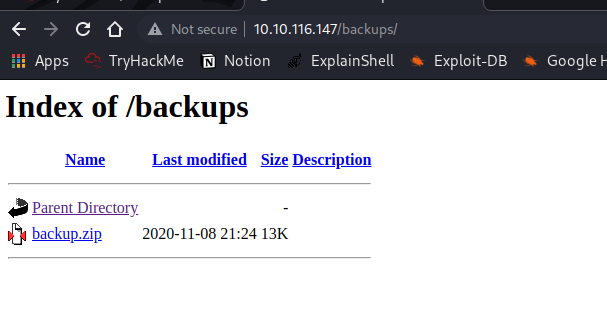 Not secure 10.10.116.147/backups/
Apps TryHackMe Notion ExplainShell Exploit-DB Google H
Index of /backups
Name Last modified Size Description
Parent Directory -
backup.zip 2020-11-08 21:24 13K